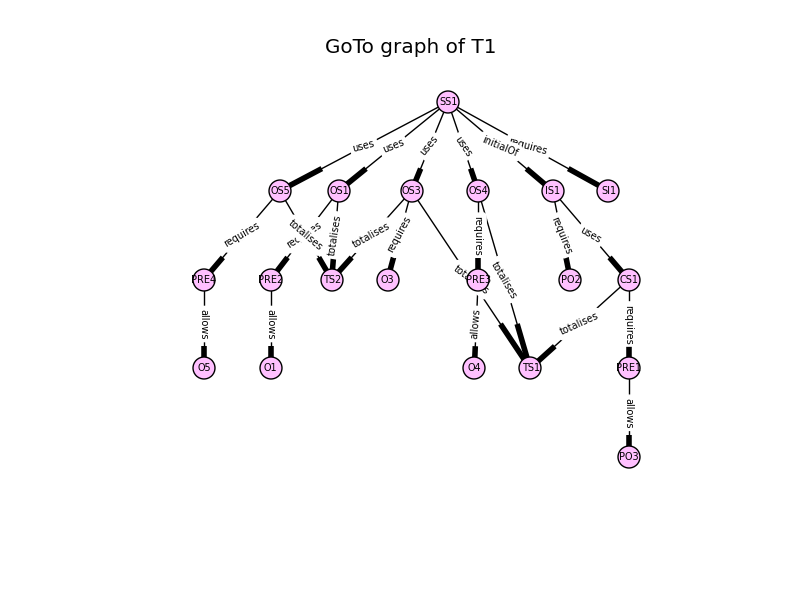 GoTo graph of T1
SS1
uses
uses
uses
uses
initialOf
requires
OS5
OS1
OS3
OS4
IS1
SI1
requires
totalises
totalises
totalises
requires
requires
totalises
requires
uses
PRE4
PRE2
TS2
O3
PRE3
PO2
CS1
allows
allows
allows
totalises
requires
O5
O1
O4
TS1
PRE1
allows
PO3